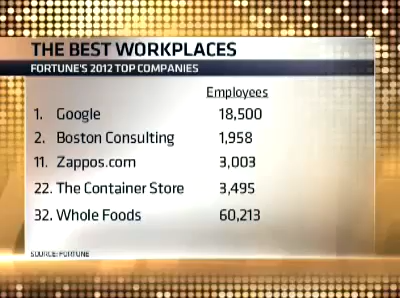 THE BEST WORKPLACES
FORTUNE'S 2012 TOP COMPANIES
Employees
1. Google 18,500
2. Boston Consulting 1,958
11. Zappos.com 3,003
22. The Container Store 3,495
32. Whole Foods 60,213
SOURCE: FORTUNE